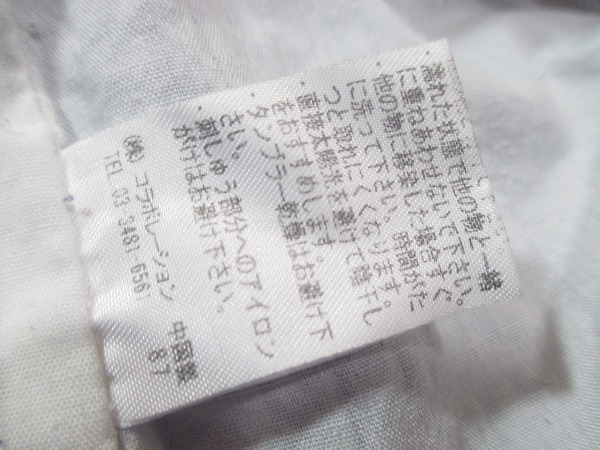 ・濡れた状態で他の物と一緒
に重ねあわせないで下さい。
・他の物に移染した場合すぐ
に洗って下さい。時間がた
つと取れにくくなります。
・直接太陽光を避けて陰干し
をおすすめします。
・タンブラー乾燥はお避け下
さい。
・刺しゅう部分へのアイロン
がけはお避け下さい。
(株) コラボレーション 中国製
TEL 03 3481 656 87